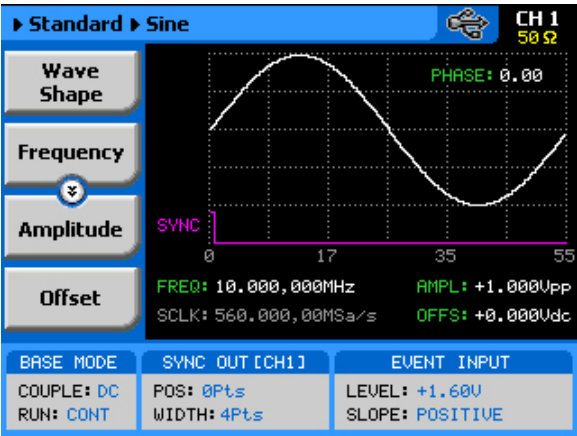 Standard Sine
CH 1
50 Ω
Wave
Shape
Frequency
Amplitude
Offset
PHASE: 0.00
SYNC
0 17 35 55
FREQ: 10.000,000MHz AMPL: +1.000Vpp
SCLK: 560.000,00MSa/s OFFS: +0.000Vdc
BASE MODE
COUPLE: DC
RUN: CONT
SYNC OUT [CH1]
POS: 0Pts
WIDTH: 4Pts
EVENT INPUT
LEVEL: +1.60V
SLOPE: POSITIVE